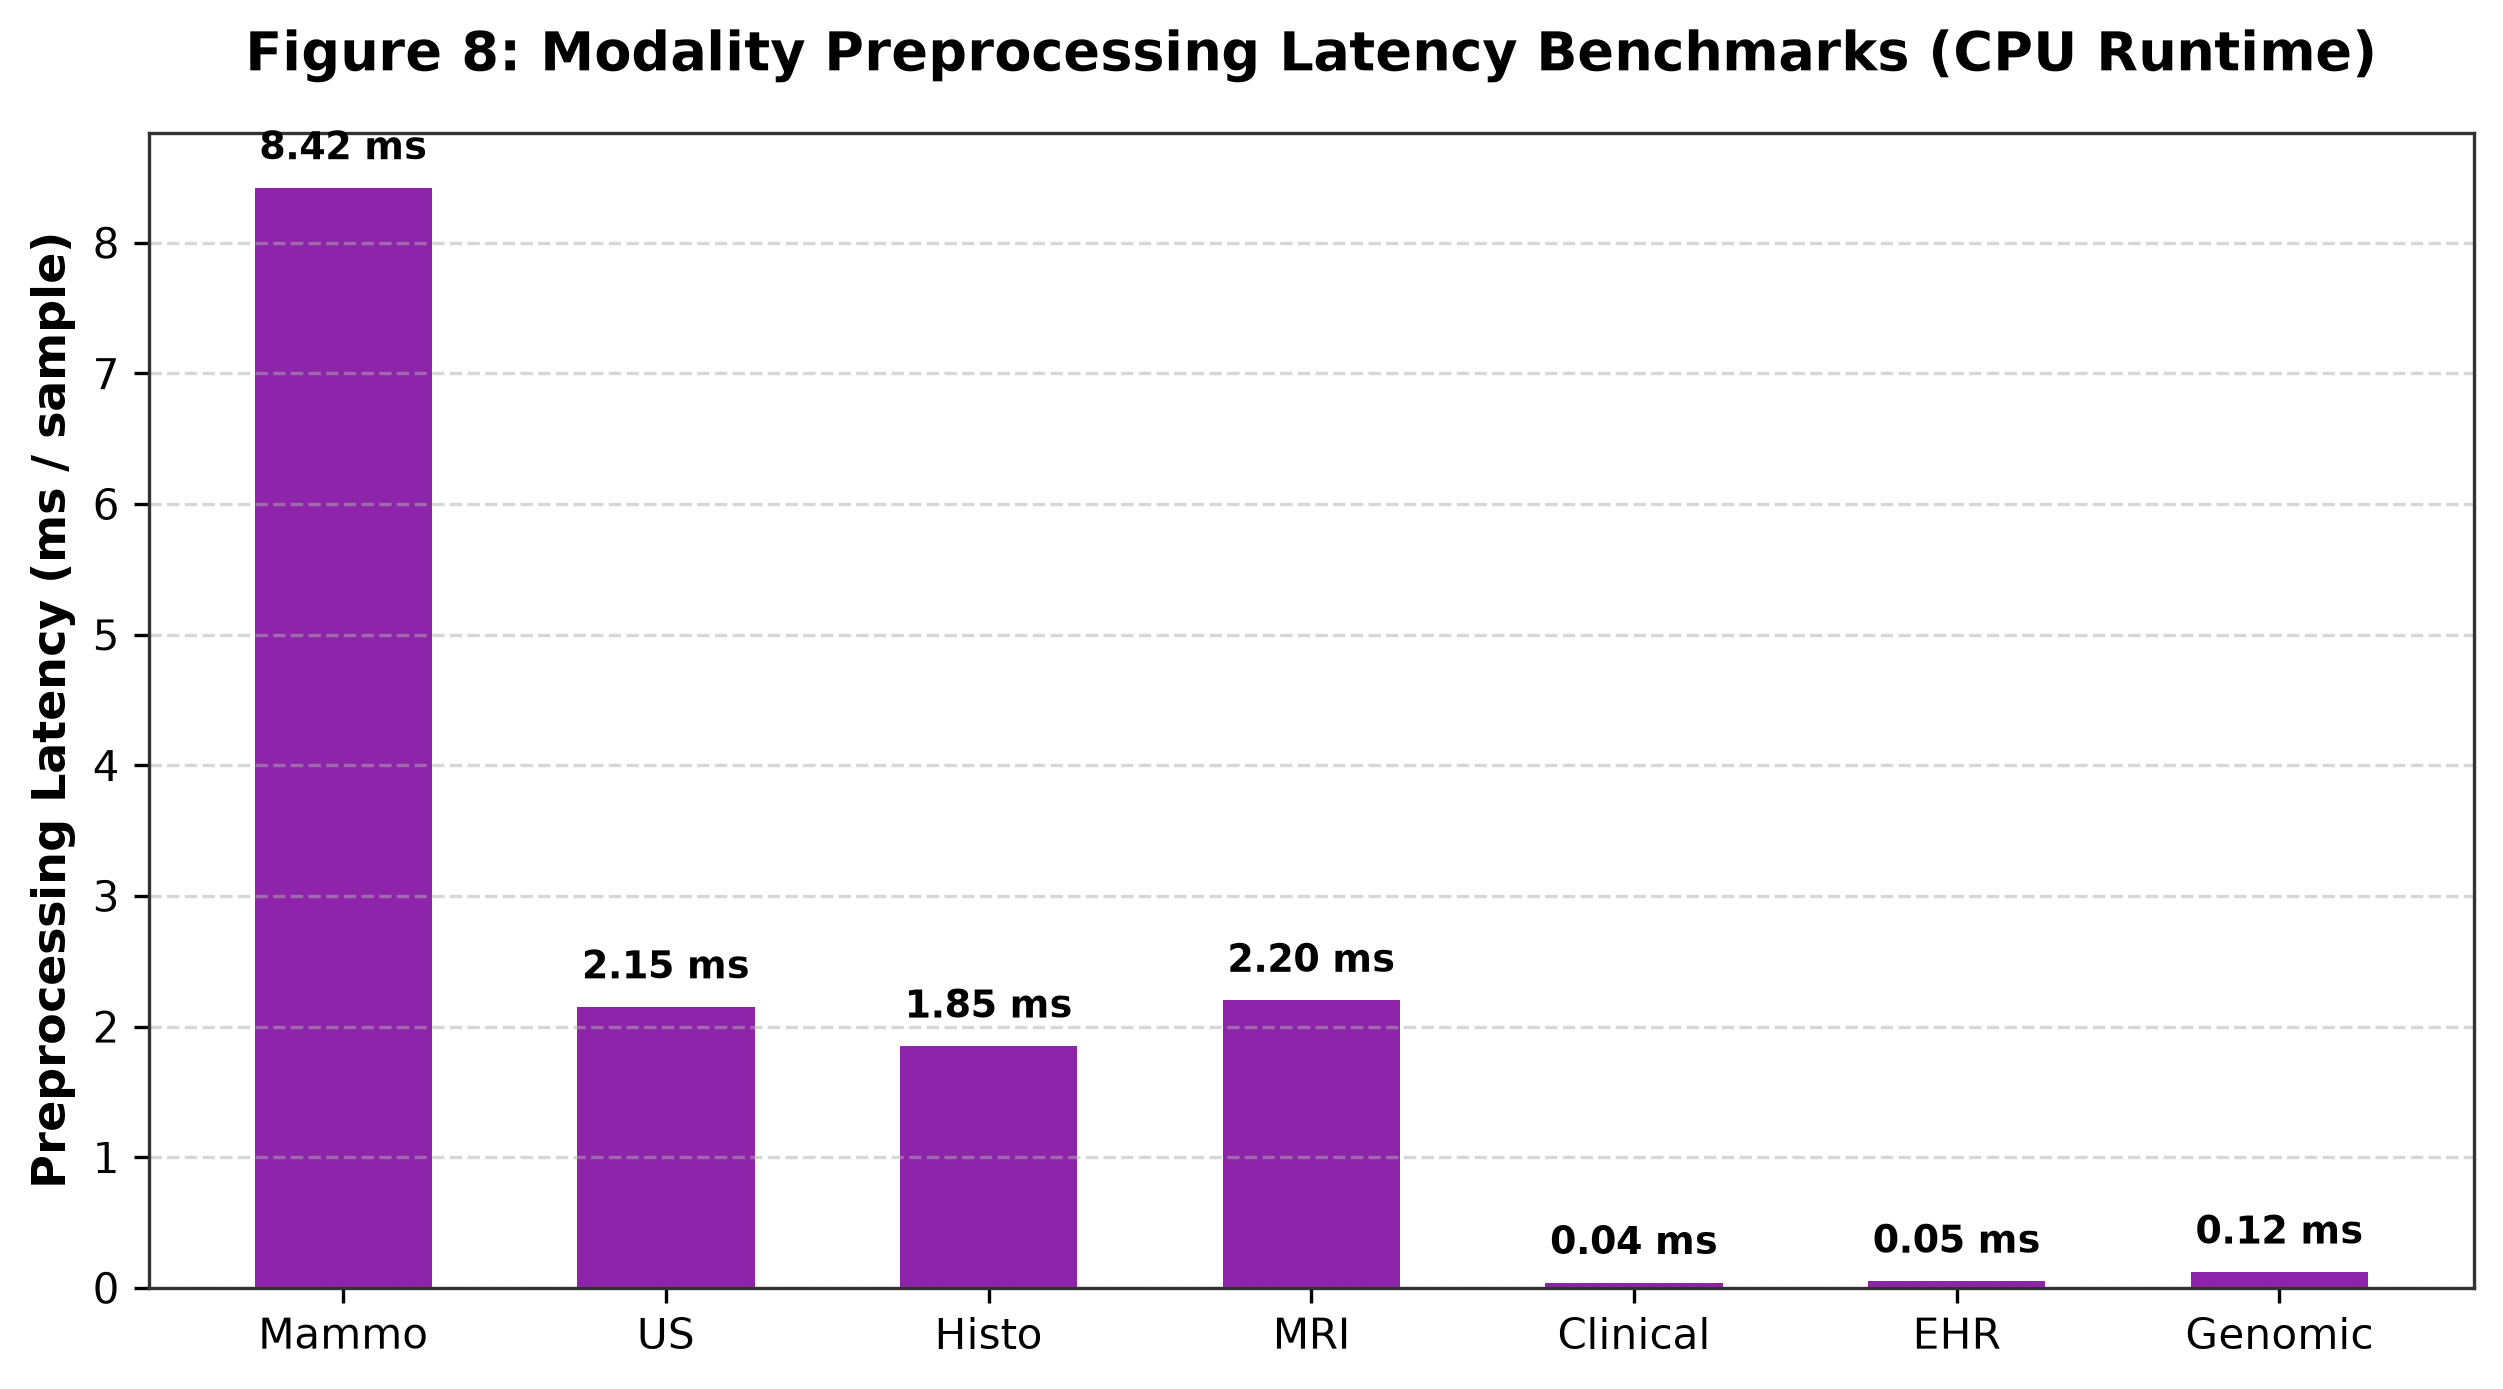 Figure 8: Modality Preprocessing Latency Benchmarks (CPU Runtime)
Preprocessing Latency (ms / sample)
8
7
6
5
4
3
2
1
0
8.42 ms
2.15 ms
1.85 ms
2.20 ms
0.04 ms
0.05 ms
0.12 ms
Mammo
US
Histo
MRI
Clinical
EHR
Genomic